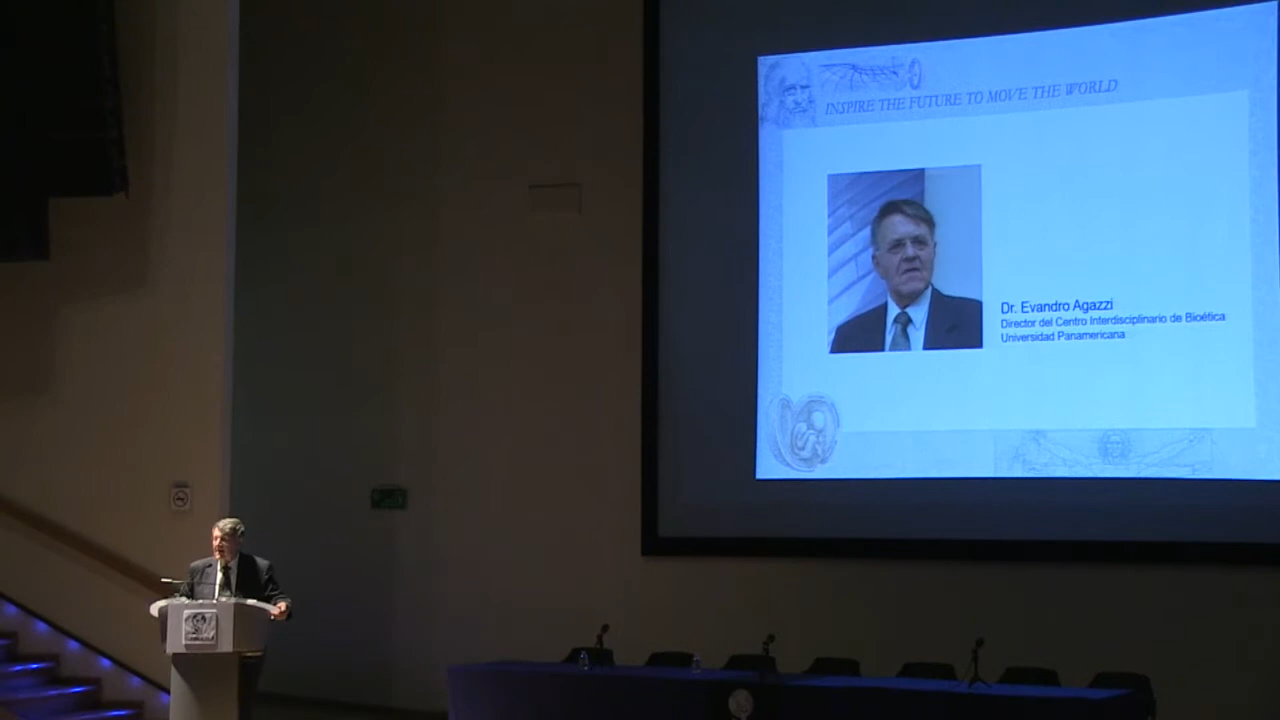 INSPIRE THE FUTURE TO MOVE THE WORLD
Dr. Evandro Agazzi
Director del Centro Interdisciplinario de Bioética
Universidad Panamericana